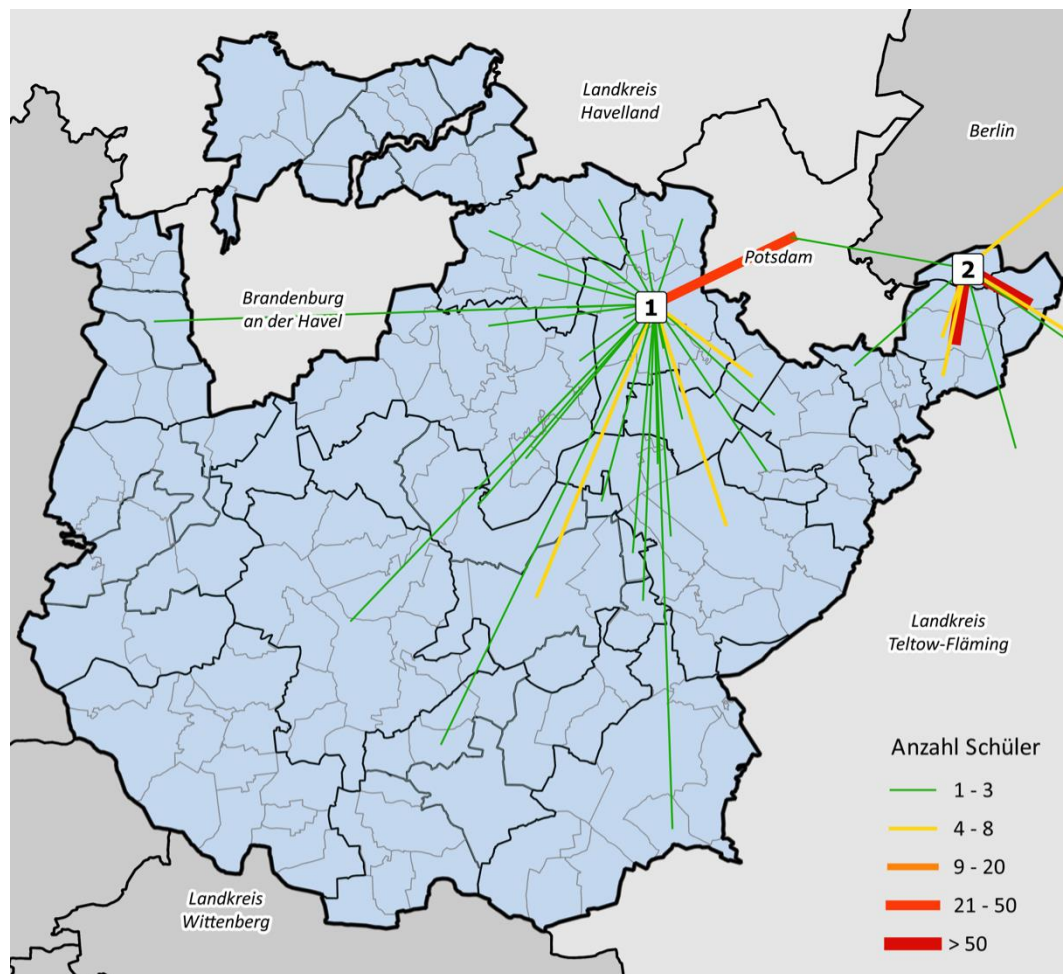 Landkreis
Havelland
Berlin
Potsdam
2
Brandenburg
an der Havel
1
Landkreis
Teltow-Fläming
Anzahl Schüler
1 - 3
4 - 8
9 - 20
21 - 50
> 50
Landkreis
Wittenberg